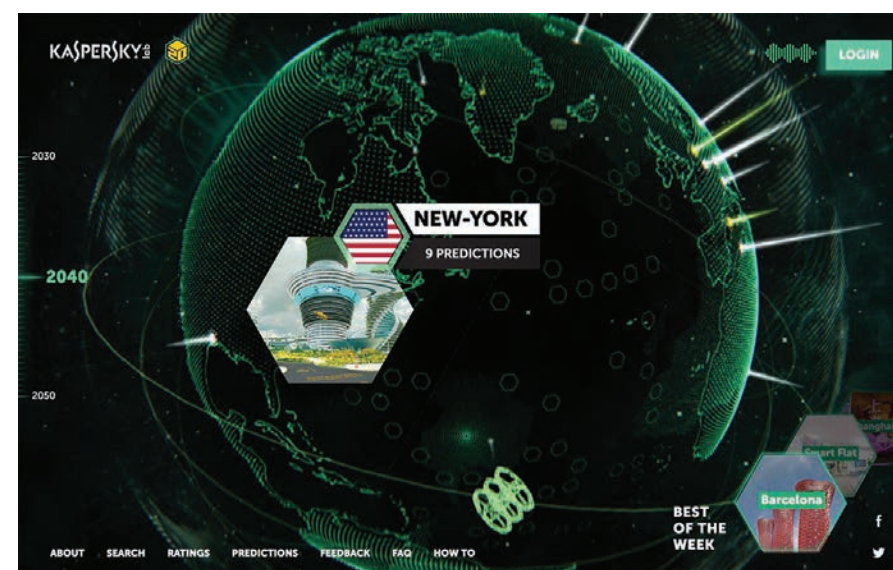 KASPERSKY lab
LOGIN
2030
NEW-YORK
9 PREDICTIONS
2040
2050
Shanghai
Smart Flat
Barcelona
BEST
OF THE
WEEK
f
ABOUT SEARCH RATINGS PREDICTIONS FEEDBACK FAQ HOW TO